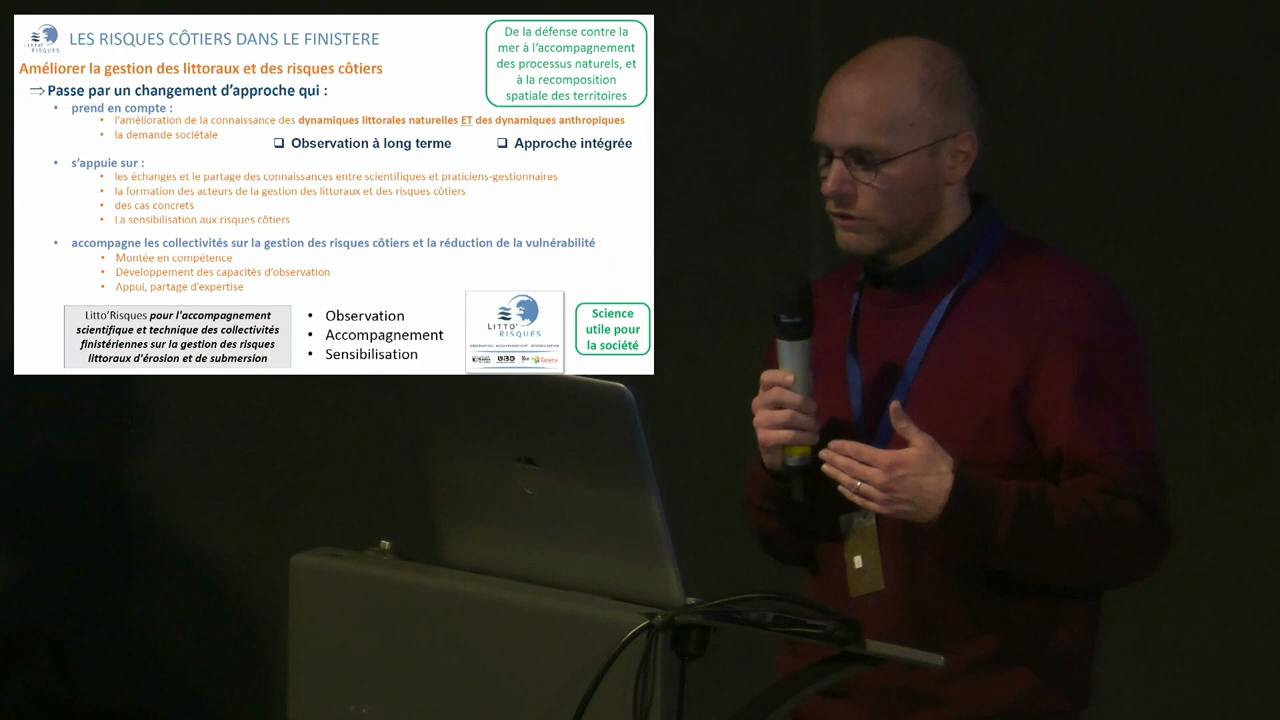 LITTO'
RISQUES
LES RISQUES CÔTIERS DANS LE FINISTERE
De la défense contre la
mer à l'accompagnement
des processus naturels, et
à la recomposition
spatiale des territoires
Améliorer la gestion des littoraux et des risques côtiers
⇒ Passe par un changement d'approche qui :
• prend en compte :
• l'amélioration de la connaissance des dynamiques littorales naturelles ET des dynamiques anthropiques
• la demande sociétale
❑ Observation à long terme
❑ Approche intégrée
• s'appuie sur :
• les échanges et le partage des connaissances entre scientifiques et praticiens-gestionnaires
• la formation des acteurs de la gestion des littoraux et des risques côtiers
• des cas concrets
• La sensibilisation aux risques côtiers
• accompagne les collectivités sur la gestion des risques côtiers et la réduction de la vulnérabilité
• Montée en compétence
• Développement des capacités d'observation
• Appui, partage d'expertise
Litto'Risques pour l'accompagnement
scientifique et technique des collectivités
finistériennes sur la gestion des risques
littoraux d'érosion et de submersion
• Observation
• Accompagnement
• Sensibilisation
LITTO'
RISQUES
OBSERVATION - ACCOMPAGNEMENT - SENSIBILISATION
UBO
Cerema
Science
utile pour
la société